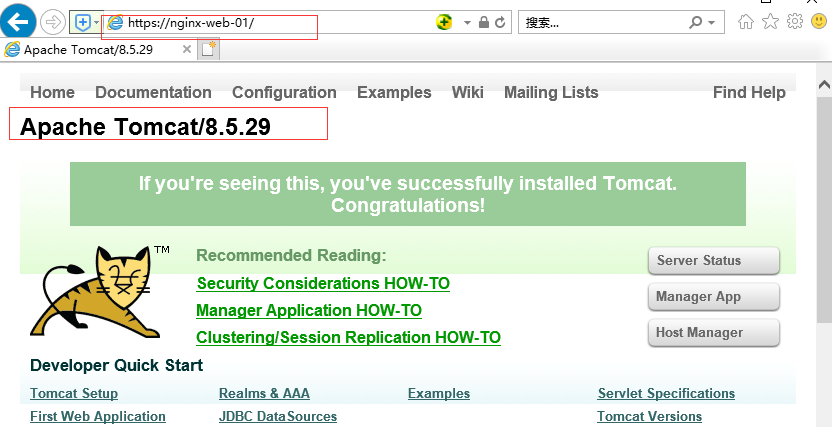 https://nginx-web-01/
搜索...
Apache Tomcat/8.5.29
Home Documentation Configuration Examples Wiki Mailing Lists Find Help
Apache Tomcat/8.5.29
If you're seeing this, you've successfully installed Tomcat.
Congratulations!
TM
Recommended Reading:
Security Considerations HOW-TO
Manager Application HOW-TO
Clustering/Session Replication HOW-TO
Server Status
Manager App
Host Manager
Developer Quick Start
Tomcat Setup Realms & AAA Examples Servlet Specifications
First Web Application JDBC DataSources Tomcat Versions